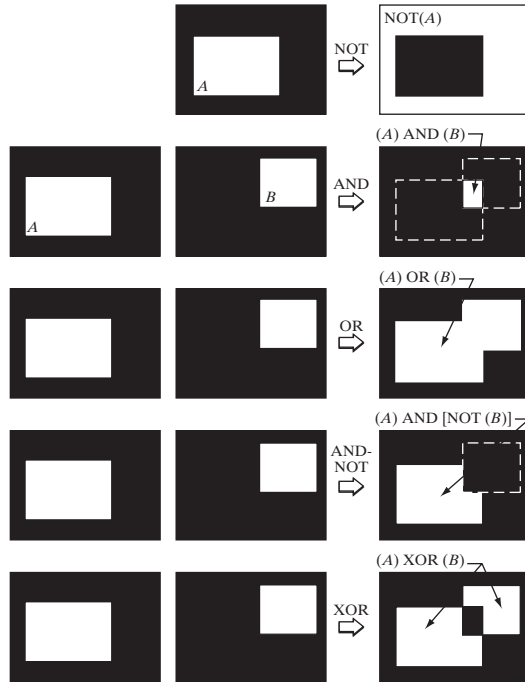 NOT
NOT(A)
A
(A) AND (B)
AND
A
B
(A) OR (B)
OR
(A) AND [NOT (B)]
AND-
NOT
(A) XOR (B)
XOR